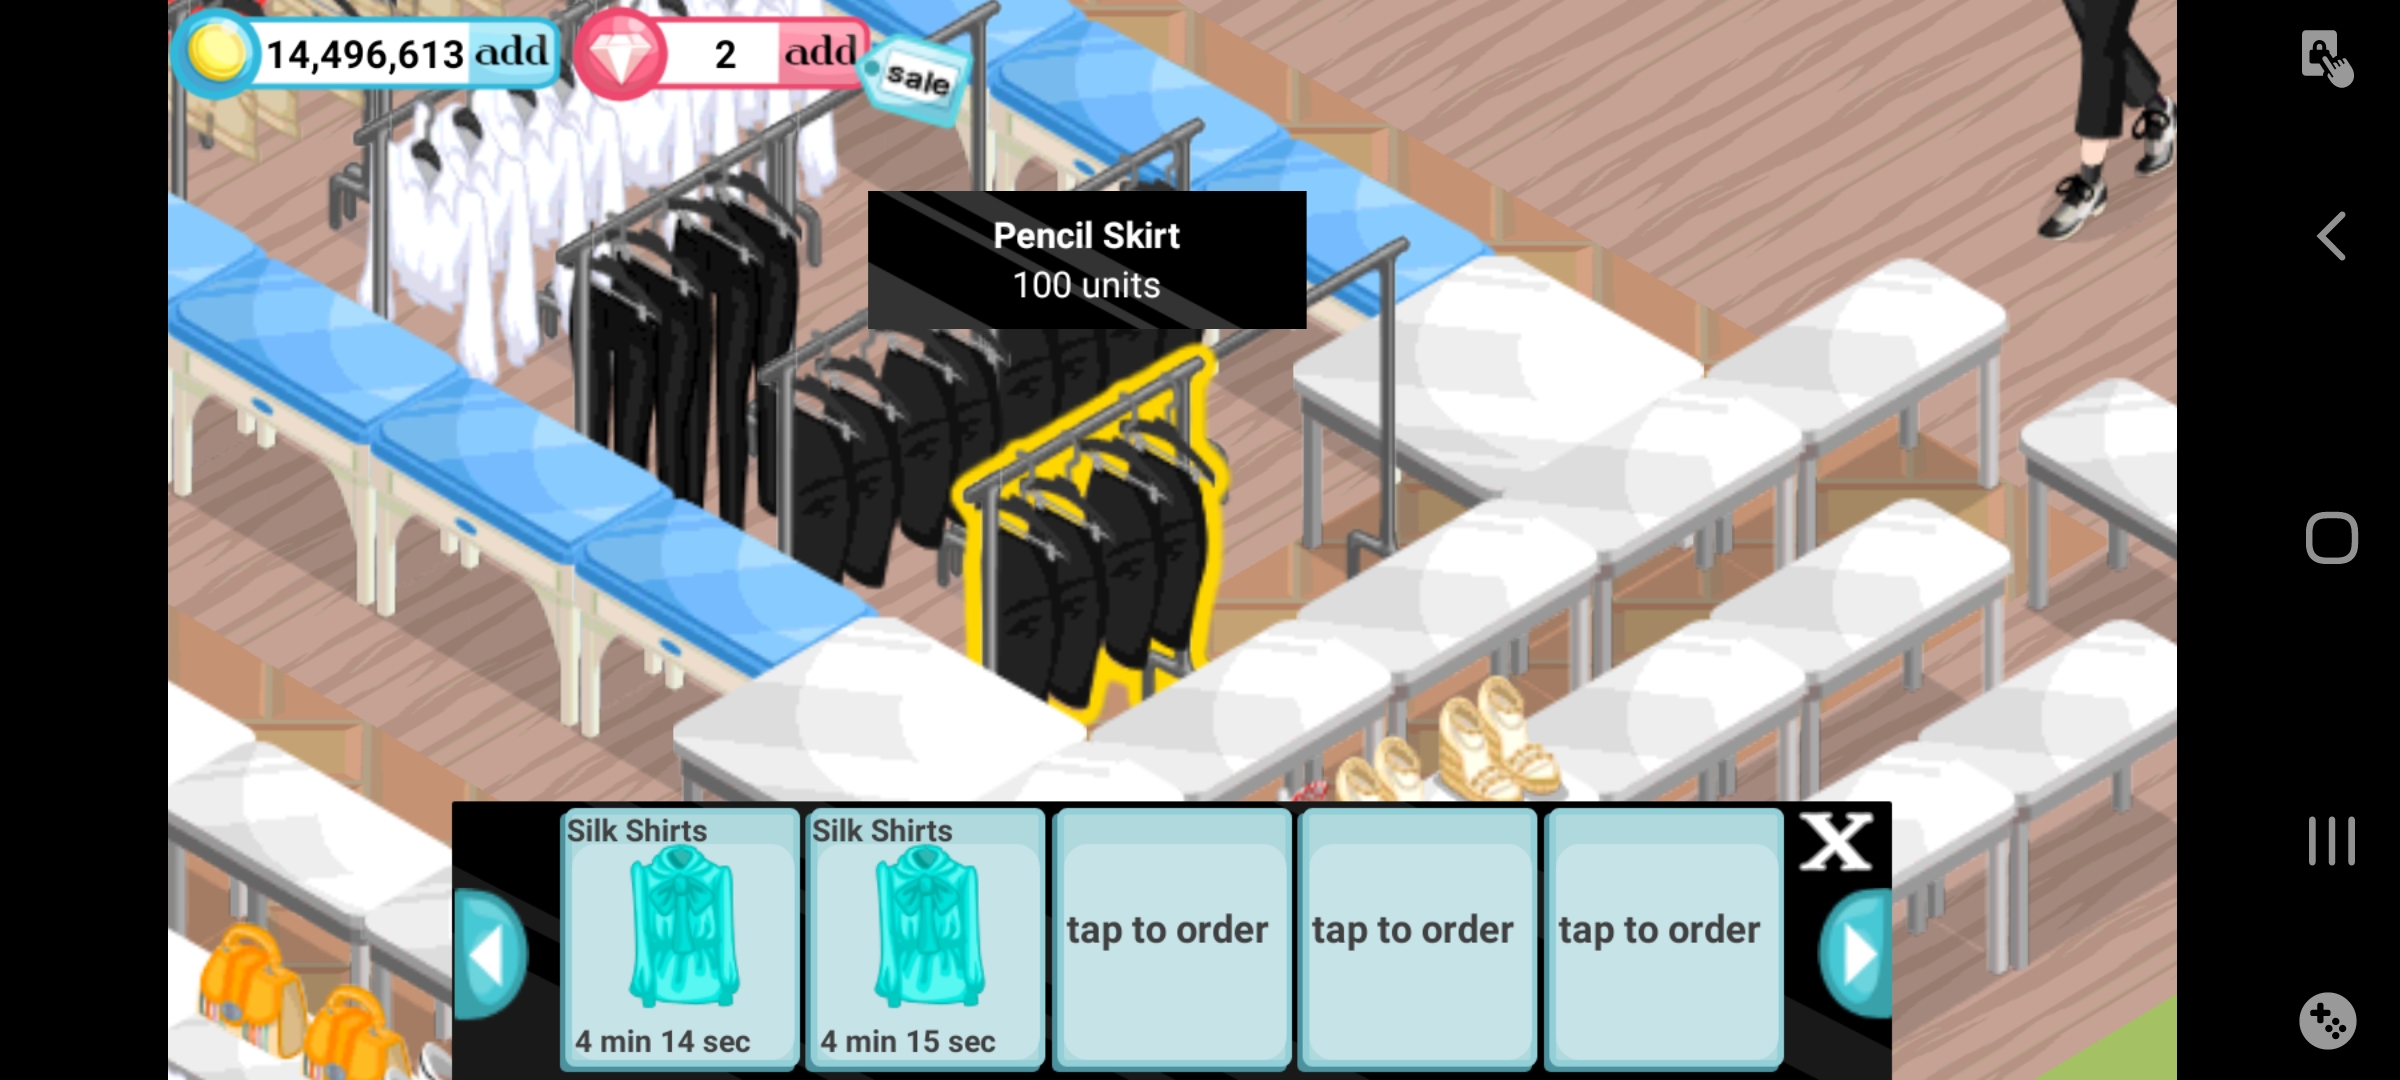 14,496,613 add
2 add
sale
Pencil Skirt
100 units
X
Silk Shirts
4 min 14 sec
Silk Shirts
4 min 15 sec
tap to order
tap to order
tap to order